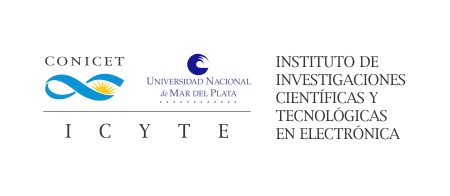 CONICET
UNIVERSIDAD NACIONAL
de MAR DEL PLATA
ICYTE
INSTITUTO DE
INVESTIGACIONES
CIENTÍFICAS Y
TECNOLÓGICAS
EN ELECTRÓNICA